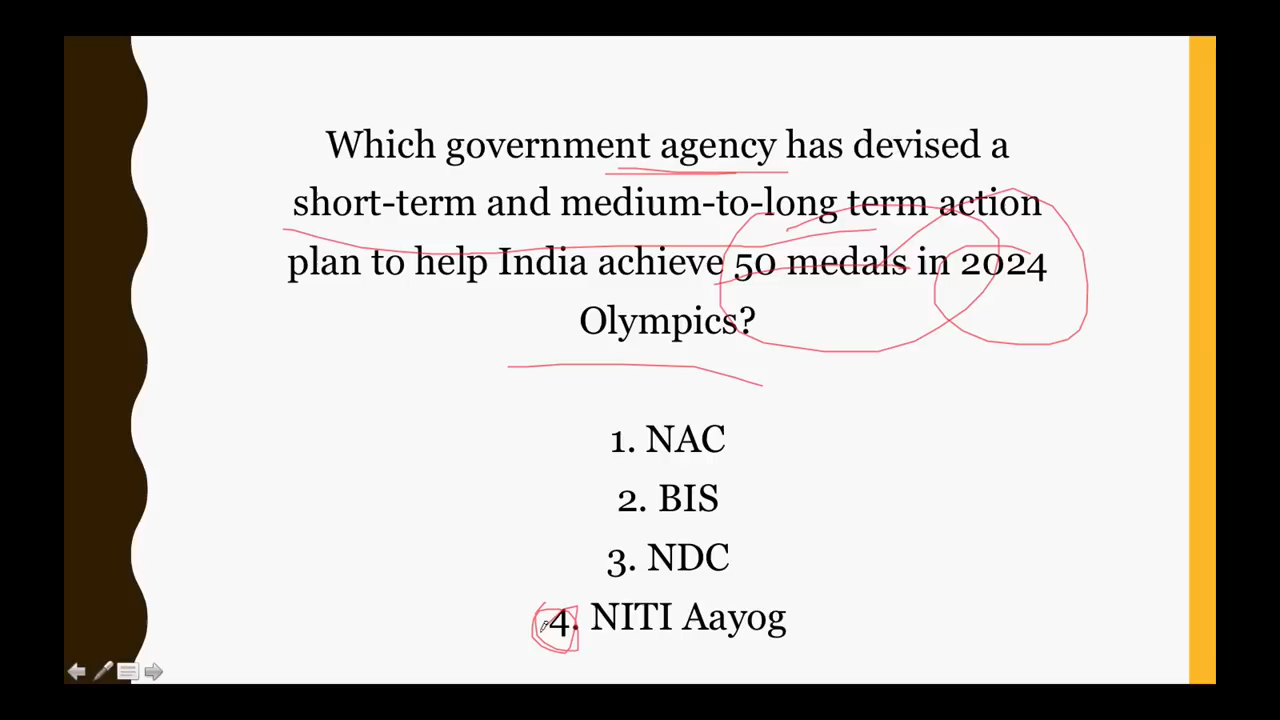 Which government agency has devised a
short-term and medium-to-long term action
plan to help India achieve 50 medals in 2024
Olympics?
1. NAC
2. BIS
3. NDC
4. NITI Aayog